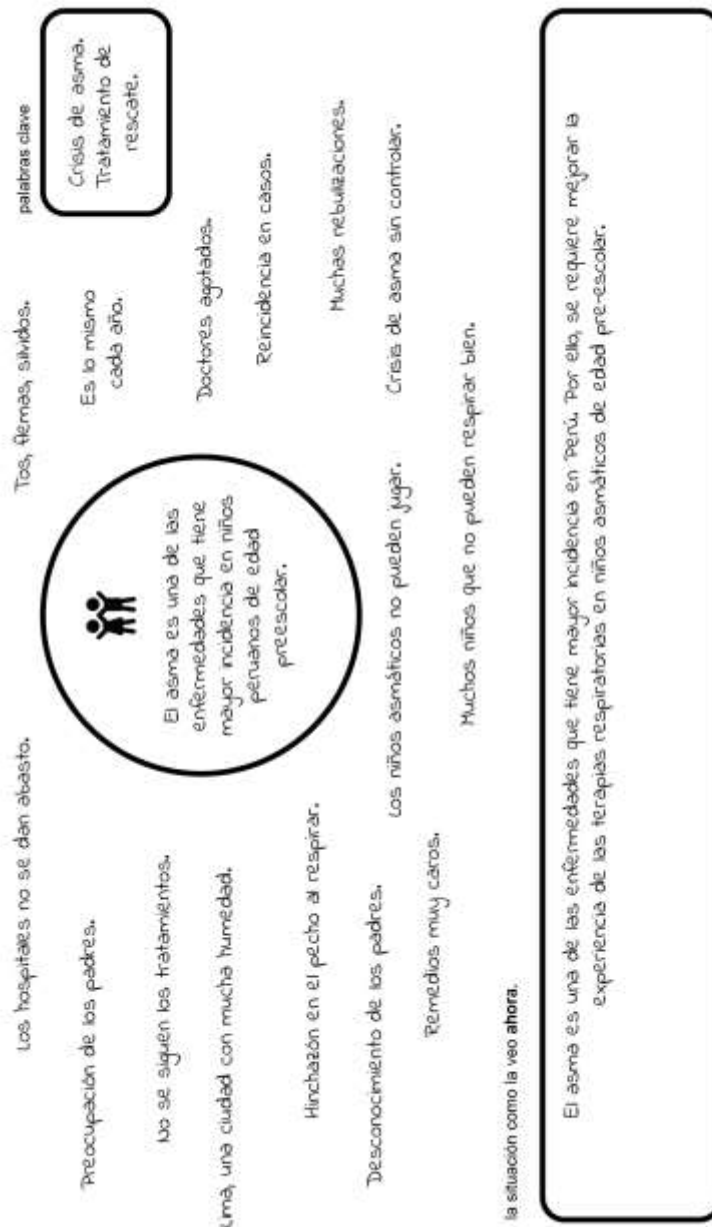 Los hospitales no se dan abasto.
Tos, flemas, silvidos.
palabras clave
Crisis de asma.
Tratamiento de
rescate.
Preocupación de los padres.
Es lo mismo
cada año.
El asma es una de las
enfermedades que tiene
mayor incidencia en niños
peruanos de edad
preescolar.
No se siguen los tratamientos.
Doctores agotados.
Lima, una ciudad con mucha humedad.
Reincidencia en casos.
Hinchazón en el pecho al respirar.
Muchas nebulizaciones.
Desconocimiento de los padres.
Los niños asmáticos no pueden jugar.
Crisis de asma sin controlar.
Remedios muy caros.
Muchos niños que no pueden respirar bien.
la situación como la veo ahora.
El asma es una de las enfermedades que tiene mayor incidencia en Perú. Por ello, se requiere mejorar la
experiencia de las terapias respiratorias en niños asmáticos de edad pre-escolar.